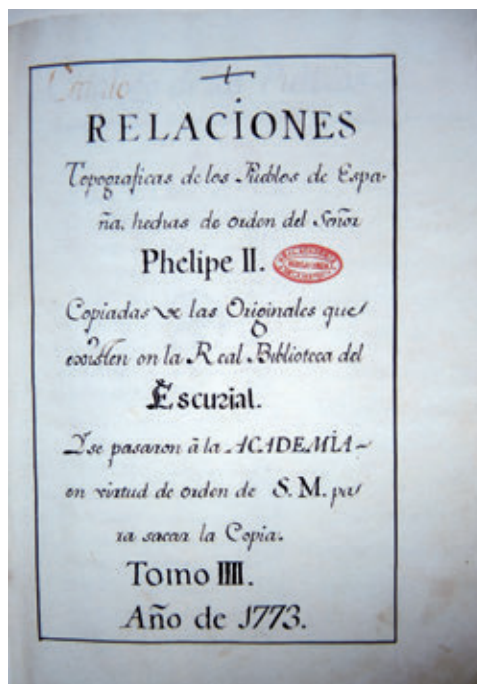 RELACIONES
Topograficas de los Pueblos de Espa-
ña, hechas de orden del Señor
Phelipe II.
Copiadas de las Originales que
existen en la Real Biblioteca del
Escurial.
Y se pasaron à la ACADEMIA
en virtud de orden de S. M. pa
ra sacar la Copia.
Tomo IIII.
Año de 1773.